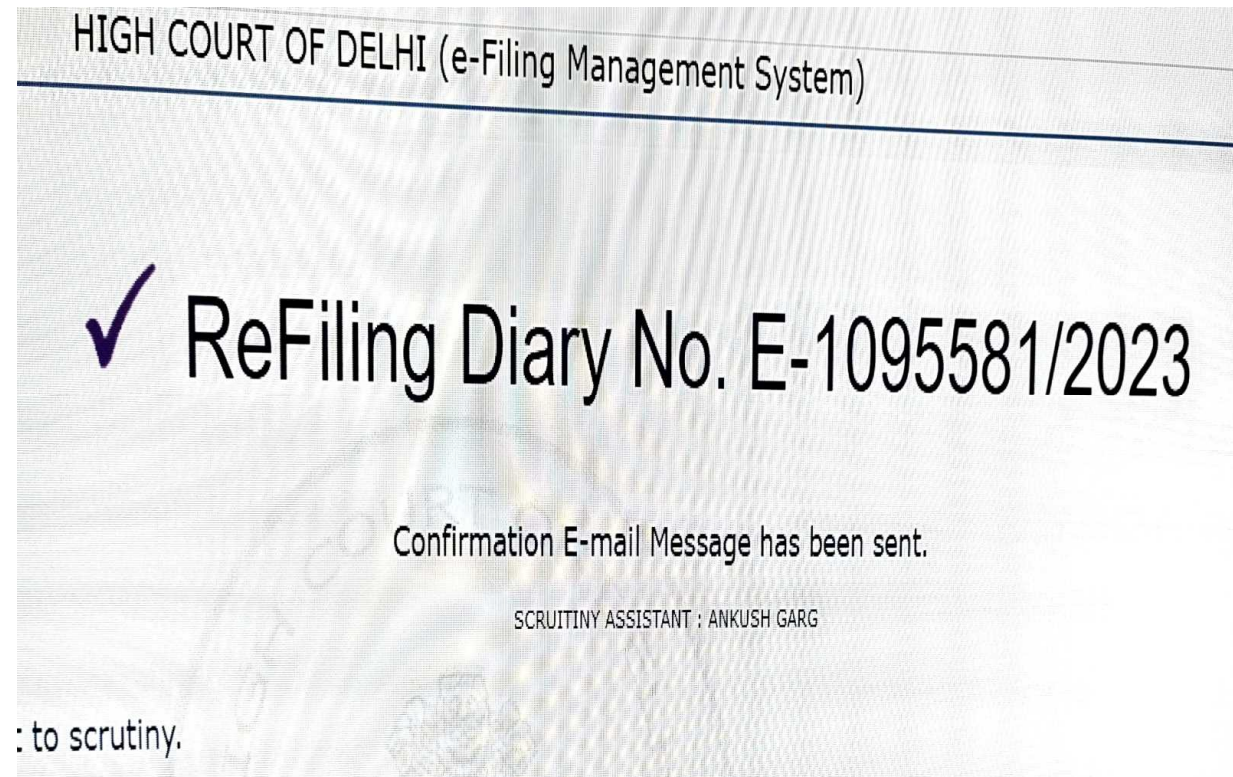 HIGH COURT OF DELHI (e-Filing Management System)
✓ ReFiling Diary No. E-1095581/2023
Confirmation E-mail Message has been sent.
SCRUITINY ASSISTANT : ANKUSH GARG
to scrutiny.